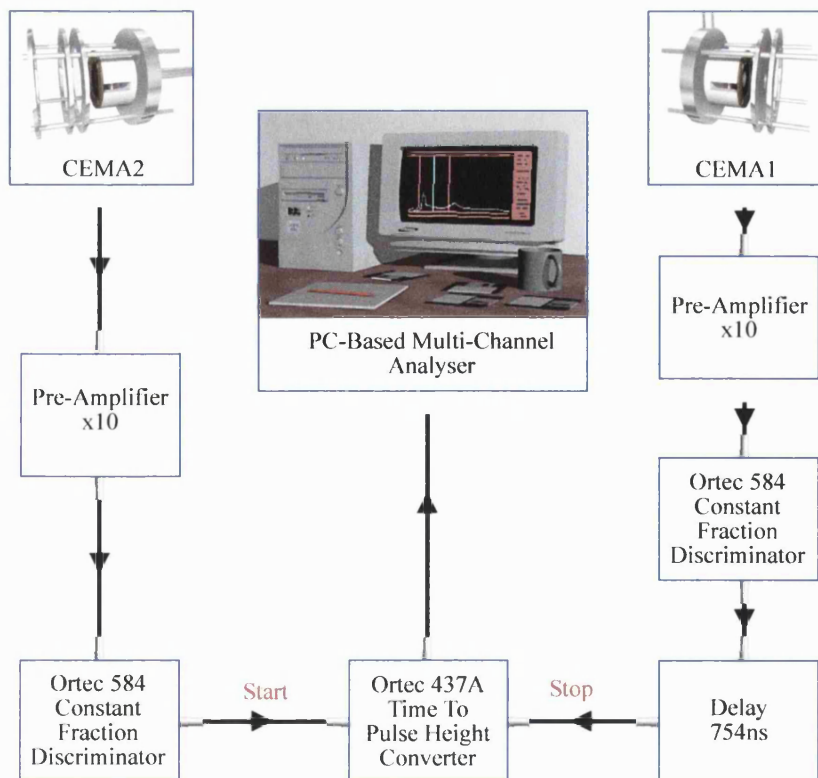 CEMA2
CEMA1
PC-Based Multi-Channel
Analyser
Pre-Amplifier
x10
Pre-Amplifier
x10
Ortec 584
Constant
Fraction
Discriminator
Ortec 584
Constant
Fraction
Discriminator
Start
Ortec 437A
Time To
Pulse Height
Converter
Stop
Delay
754ns